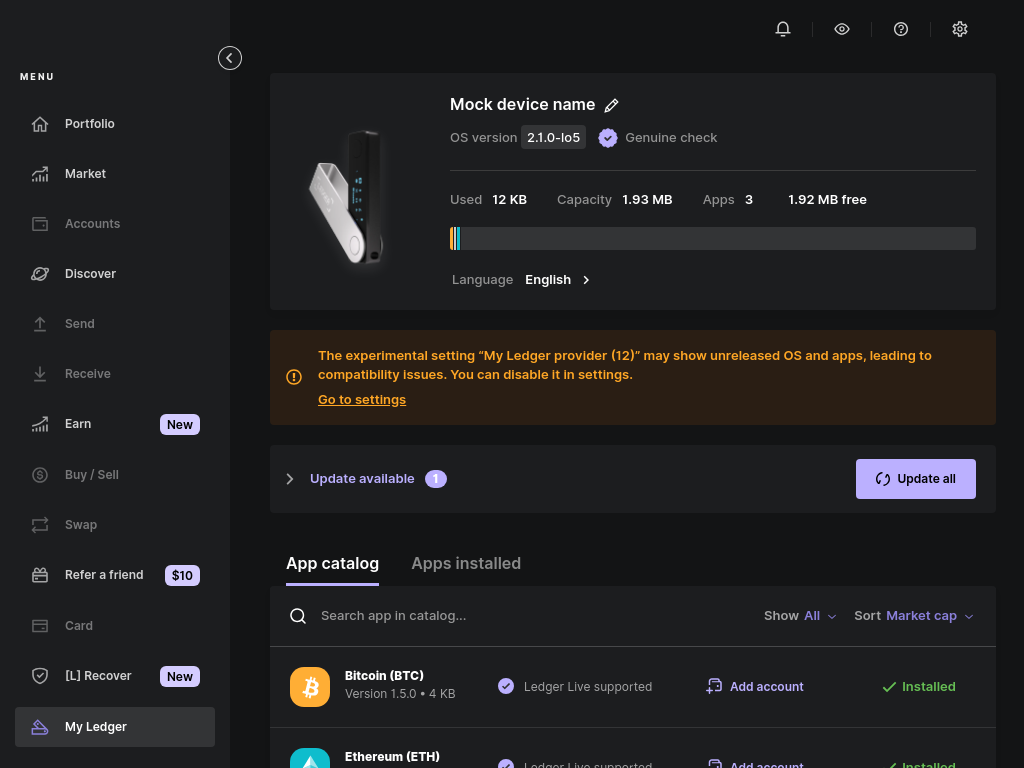 MENU
Portfolio
Market
Accounts
Discover
Send
Receive
Earn New
Buy / Sell
Swap
Refer a friend $10
Card
[L] Recover New
My Ledger
Mock device name
OS version 2.1.0-lo5 Genuine check
Used 12 KB Capacity 1.93 MB Apps 3 1.92 MB free
Language English
The experimental setting “My Ledger provider (12)” may show unreleased OS and apps, leading to
compatibility issues. You can disable it in settings.
Go to settings
Update available 1 Update all
App catalog Apps installed
Search app in catalog... Show All Sort Market cap
Bitcoin (BTC)
Version 1.5.0 • 4 KB Ledger Live supported Add account Installed
Ethereum (ETH)
Ledger Live supported Add account Installed